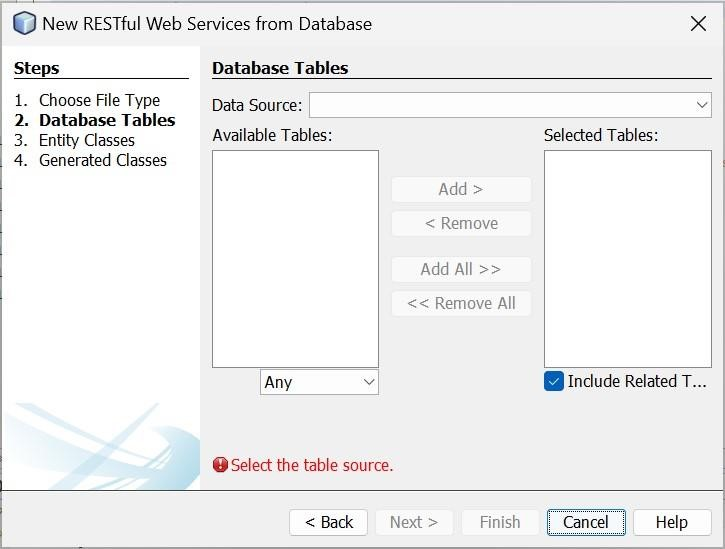 New RESTful Web Services from Database
Steps
1. Choose File Type
2. Database Tables
3. Entity Classes
4. Generated Classes
Database Tables
Data Source:
Available Tables:
Selected Tables:
Add >
< Remove
Add All >>
<< Remove All
Any
Include Related T...
Select the table source.
< Back
Next >
Finish
Cancel
Help